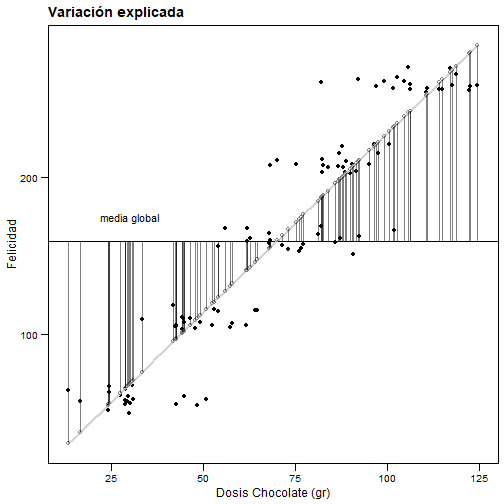 Variación explicada
Felicidad
200
media global
100
25
50
75
100
125
Dosis Chocolate (gr)